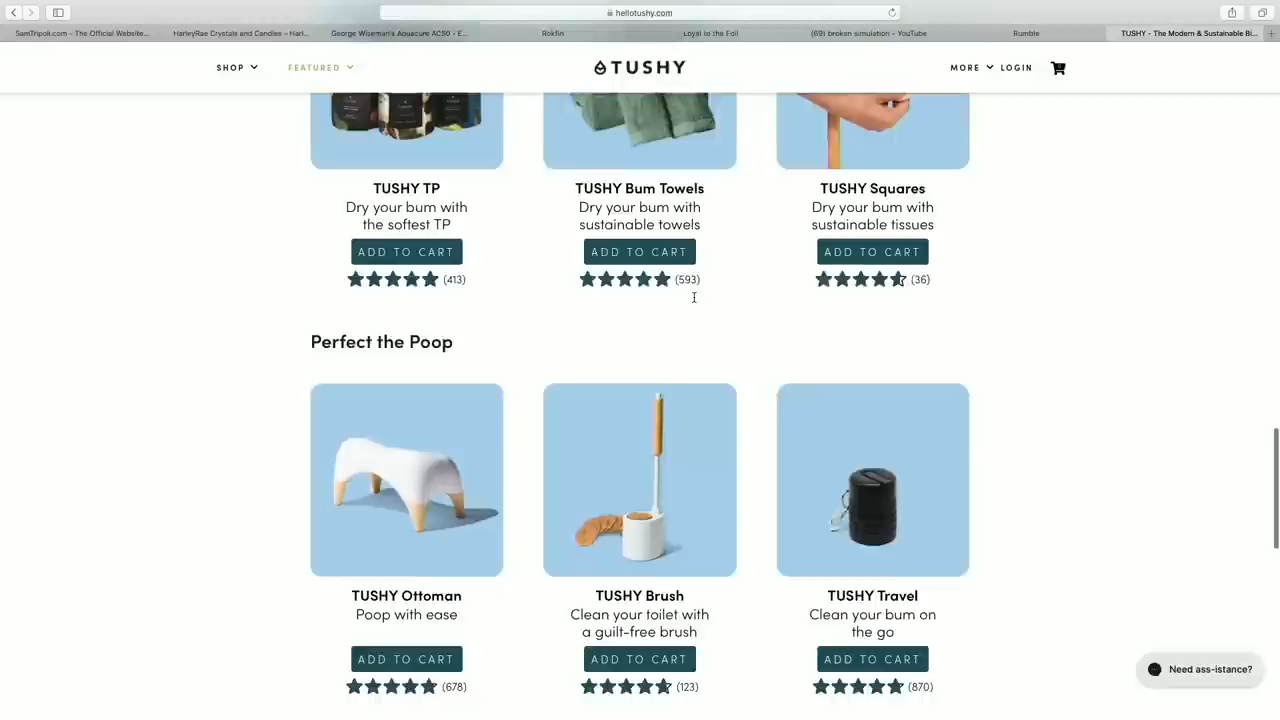 hellotushy.com
SamTripoli.com – The Official Website...
HarleyRae Crystals and Candles – Harl...
George Wiseman's Aquacure AC50 - E...
Rokfin
Loyal to the Foil
(69) broken simulation - YouTube
Rumble
TUSHY - The Modern & Sustainable Bi...
SHOP
FEATURED
TUSHY
MORE
LOGIN
TUSHY TP
Dry your bum with
the softest TP
ADD TO CART
(413)
TUSHY Bum Towels
Dry your bum with
sustainable towels
ADD TO CART
(593)
TUSHY Squares
Dry your bum with
sustainable tissues
ADD TO CART
(36)
Perfect the Poop
TUSHY Ottoman
Poop with ease
ADD TO CART
(678)
TUSHY Brush
Clean your toilet with
a guilt-free brush
ADD TO CART
(123)
TUSHY Travel
Clean your bum on
the go
ADD TO CART
(870)
Need ass-istance?